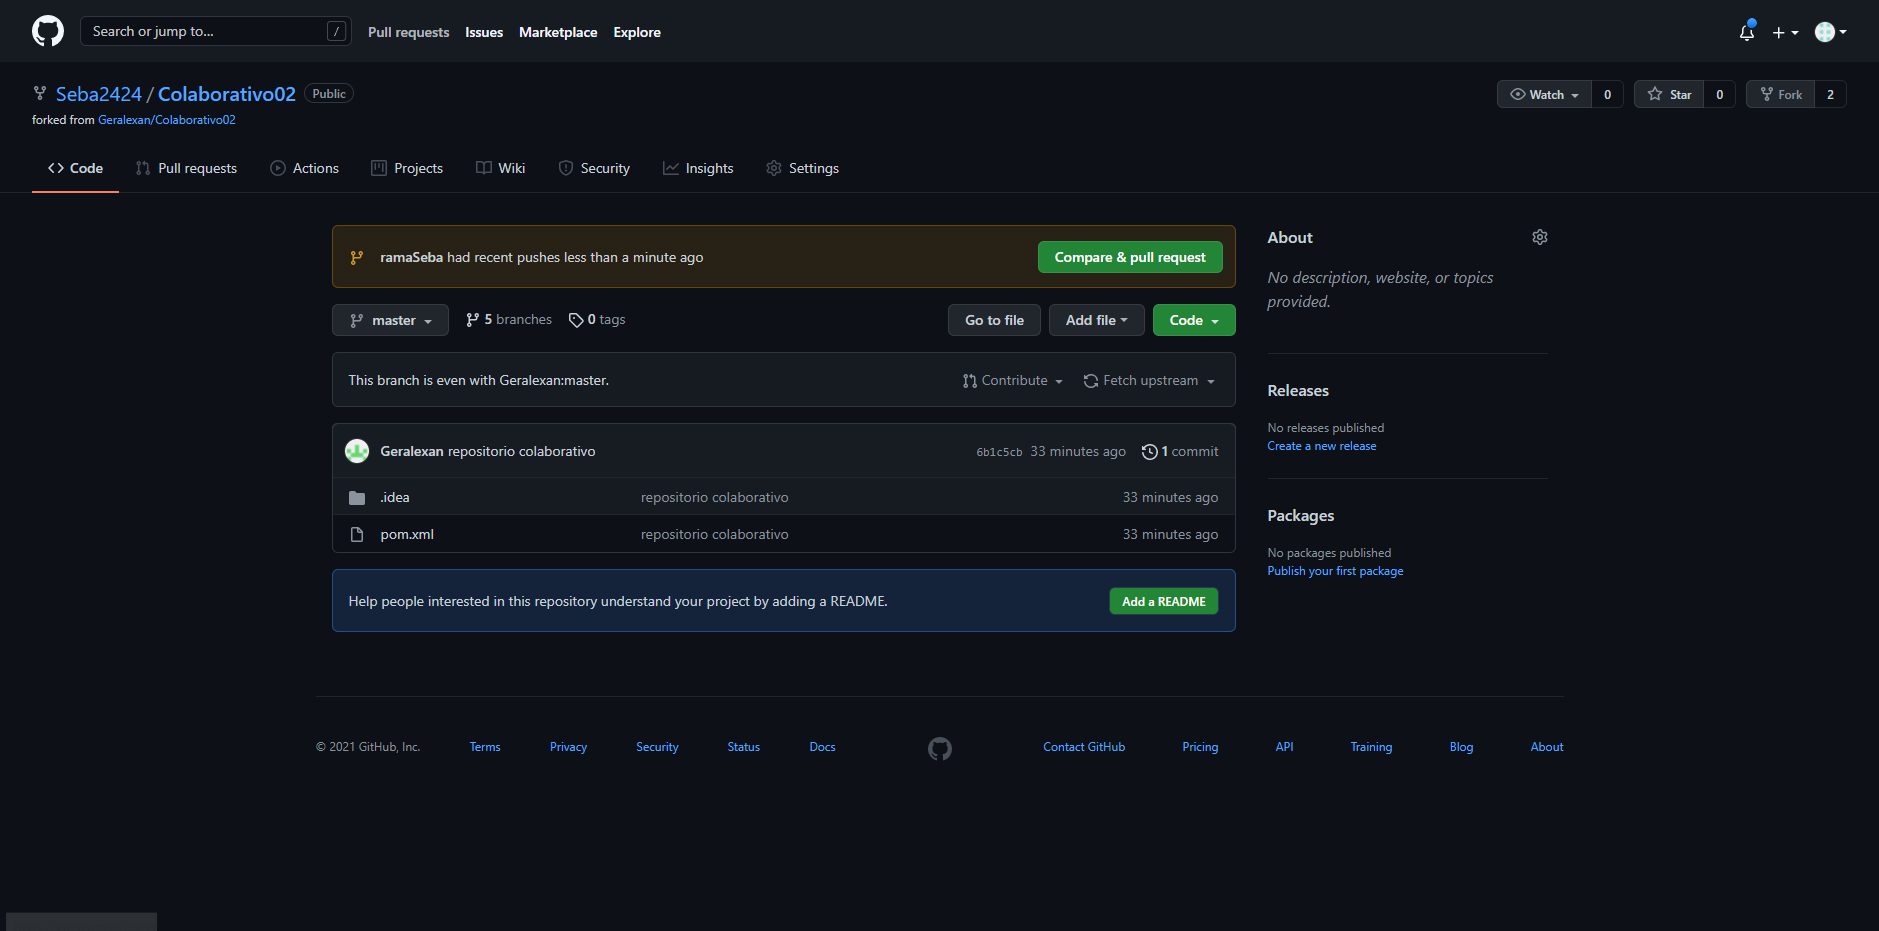 Search or jump to... /
Pull requests Issues Marketplace Explore
Seba2424 / Colaborativo02 Public
Watch 0 Star 0 Fork 2
forked from Geralexan/Colaborativo02
Code Pull requests Actions Projects Wiki Security Insights Settings
ramaSeba had recent pushes less than a minute ago Compare & pull request
master 5 branches 0 tags Go to file Add file Code
This branch is even with Geralexan:master. Contribute Fetch upstream
Geralexan repositorio colaborativo 6b1c5cb 33 minutes ago 1 commit
.idea repositorio colaborativo 33 minutes ago
pom.xml repositorio colaborativo 33 minutes ago
Help people interested in this repository understand your project by adding a README. Add a README
About
No description, website, or topics
provided.
Releases
No releases published
Create a new release
Packages
No packages published
Publish your first package
© 2021 GitHub, Inc. Terms Privacy Security Status Docs Contact GitHub Pricing API Training Blog About